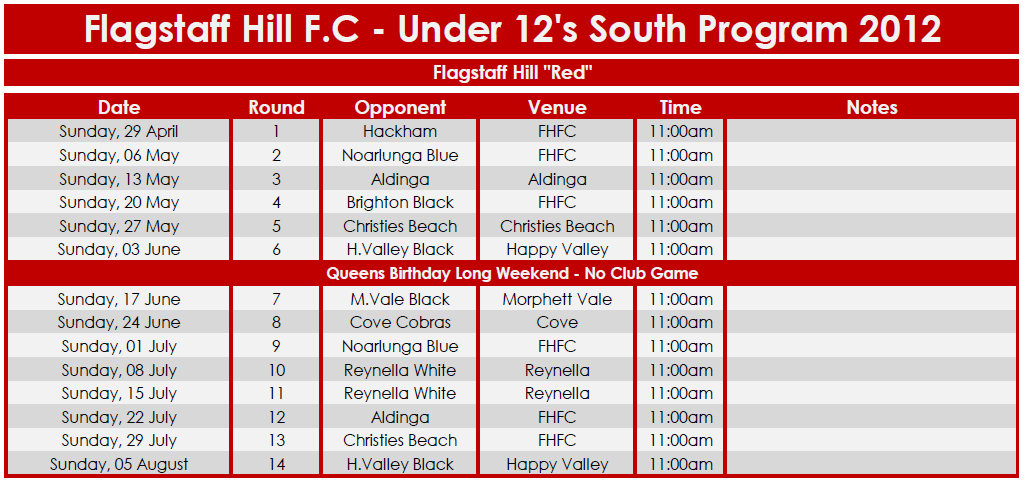 Flagstaff Hill F.C - Under 12's South Program 2012
Flagstaff Hill "Red"
Date Round Opponent Venue Time Notes
Sunday, 29 April 1 Hackham FHFC 11:00am
Sunday, 06 May 2 Noarlunga Blue FHFC 11:00am
Sunday, 13 May 3 Aldinga Aldinga 11:00am
Sunday, 20 May 4 Brighton Black FHFC 11:00am
Sunday, 27 May 5 Christies Beach Christies Beach 11:00am
Sunday, 03 June 6 H.Valley Black Happy Valley 11:00am
Queens Birthday Long Weekend - No Club Game
Sunday, 17 June 7 M.Vale Black Morphett Vale 11:00am
Sunday, 24 June 8 Cove Cobras Cove 11:00am
Sunday, 01 July 9 Noarlunga Blue FHFC 11:00am
Sunday, 08 July 10 Reynella White Reynella 11:00am
Sunday, 15 July 11 Reynella White Reynella 11:00am
Sunday, 22 July 12 Aldinga FHFC 11:00am
Sunday, 29 July 13 Christies Beach FHFC 11:00am
Sunday, 05 August 14 H.Valley Black Happy Valley 11:00am